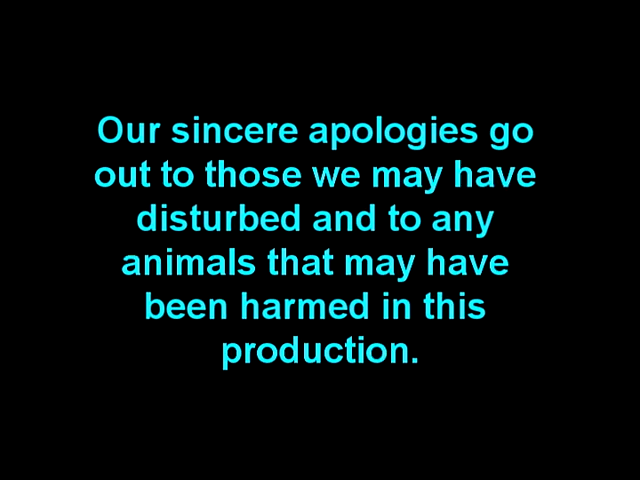 Our sincere apologies go
out to those we may have
disturbed and to any
animals that may have
been harmed in this
production.